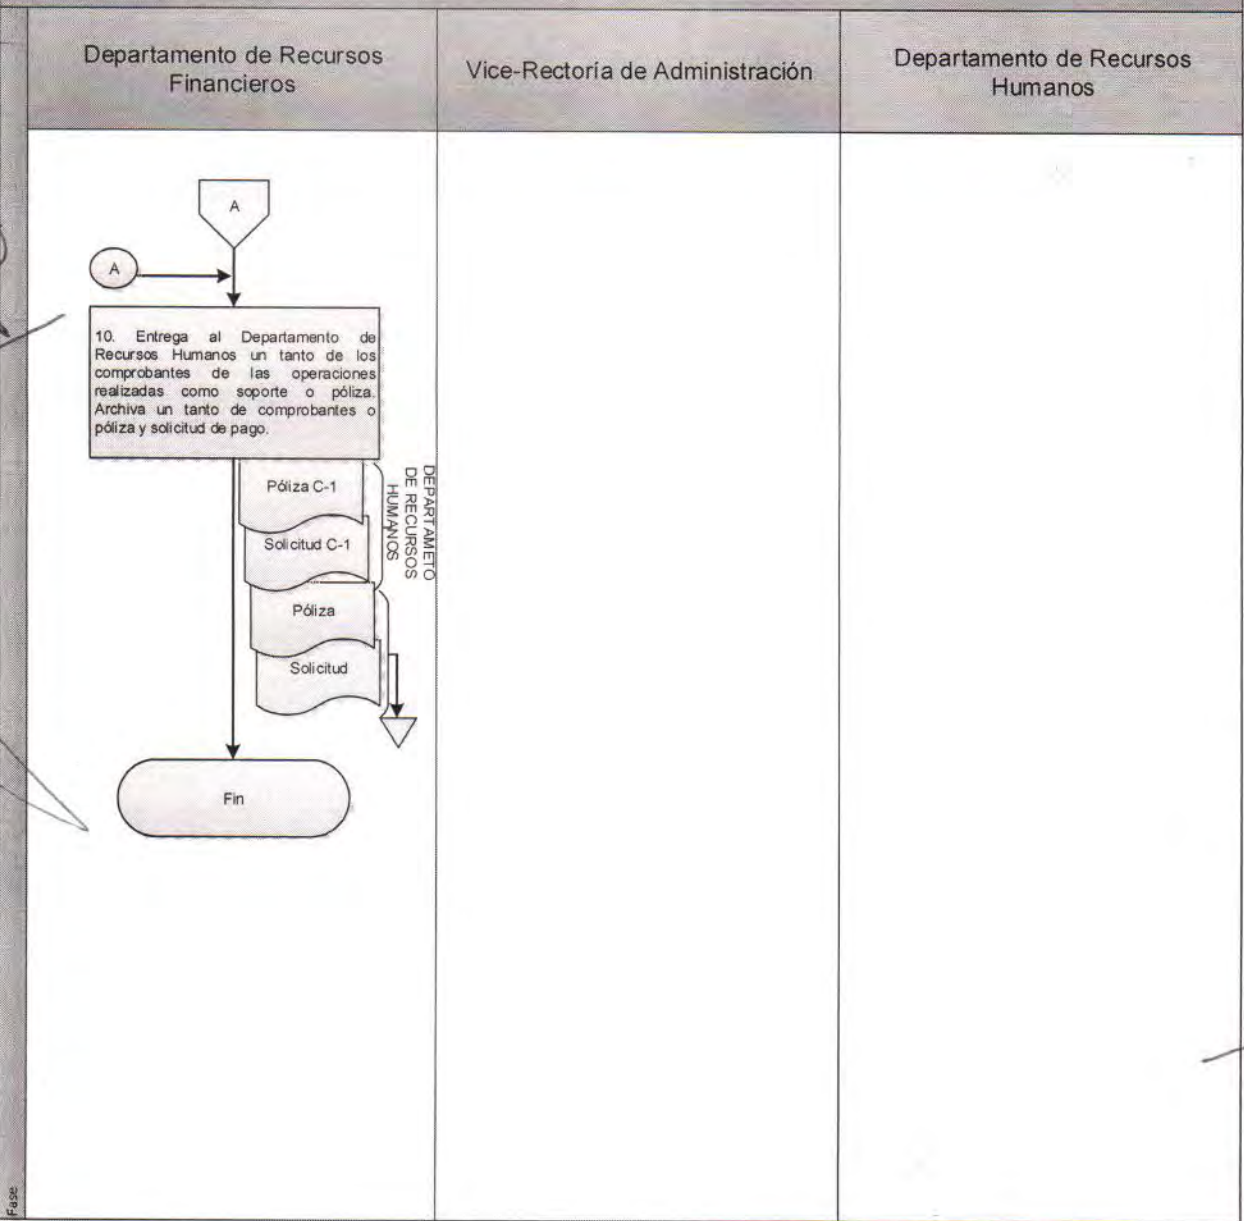 Departamento de Recursos
Financieros
Vice-Rectoría de Administración
Departamento de Recursos
Humanos
A
A
10. Entrega al Departamento de
Recursos Humanos un tanto de los
comprobantes de las operaciones
realizadas como soporte o póliza.
Archiva un tanto de comprobantes o
póliza y solicitud de pago.
Póliza C-1
Solicitud C-1
DEPARTAMETO
DE RECURSOS
HUMANOS
Póliza
Solicitud
Fin
Fase